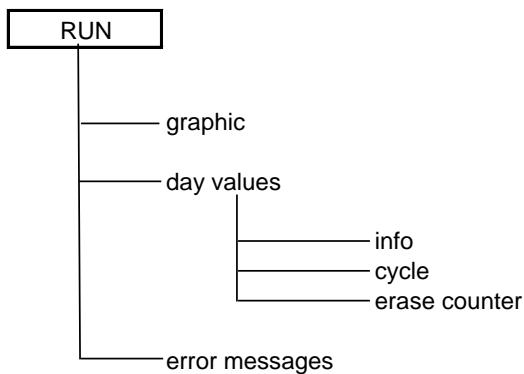 RUN
graphic
day values
info
cycle
erase counter
error messages